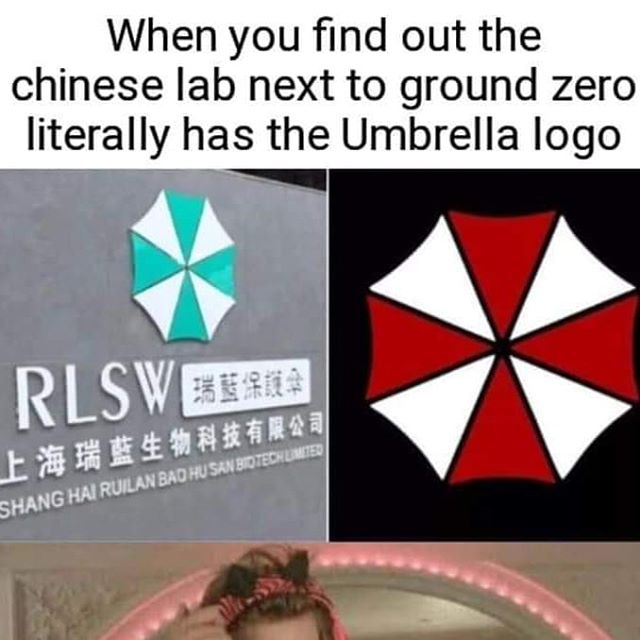 When you find out the
chinese lab next to ground zero
literally has the Umbrella logo
RLSW 瑞藍保護傘
上海瑞藍生物科技有限公司
SHANG HAI RUILAN BAO HU SAN BIOTECH LIMITED